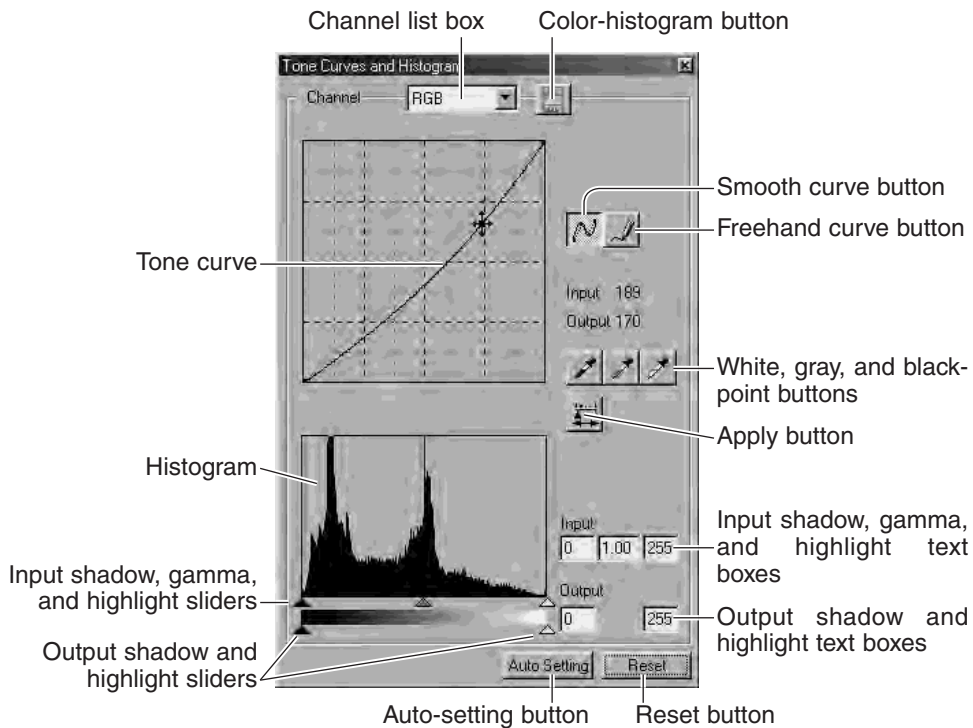 Channel list box
Color-histogram button
Tone Curves and Histogram
Channel
RGB
Smooth curve button
Freehand curve button
Tone curve
Input 189
Output 170
White, gray, and black-
point buttons
Apply button
Histogram
Input
0 1.00 255
Input shadow, gamma,
and highlight text
boxes
Input shadow, gamma,
and highlight sliders
Output
0 255
Output shadow and
highlight text boxes
Output shadow and
highlight sliders
Auto Setting
Reset
Auto-setting button
Reset button